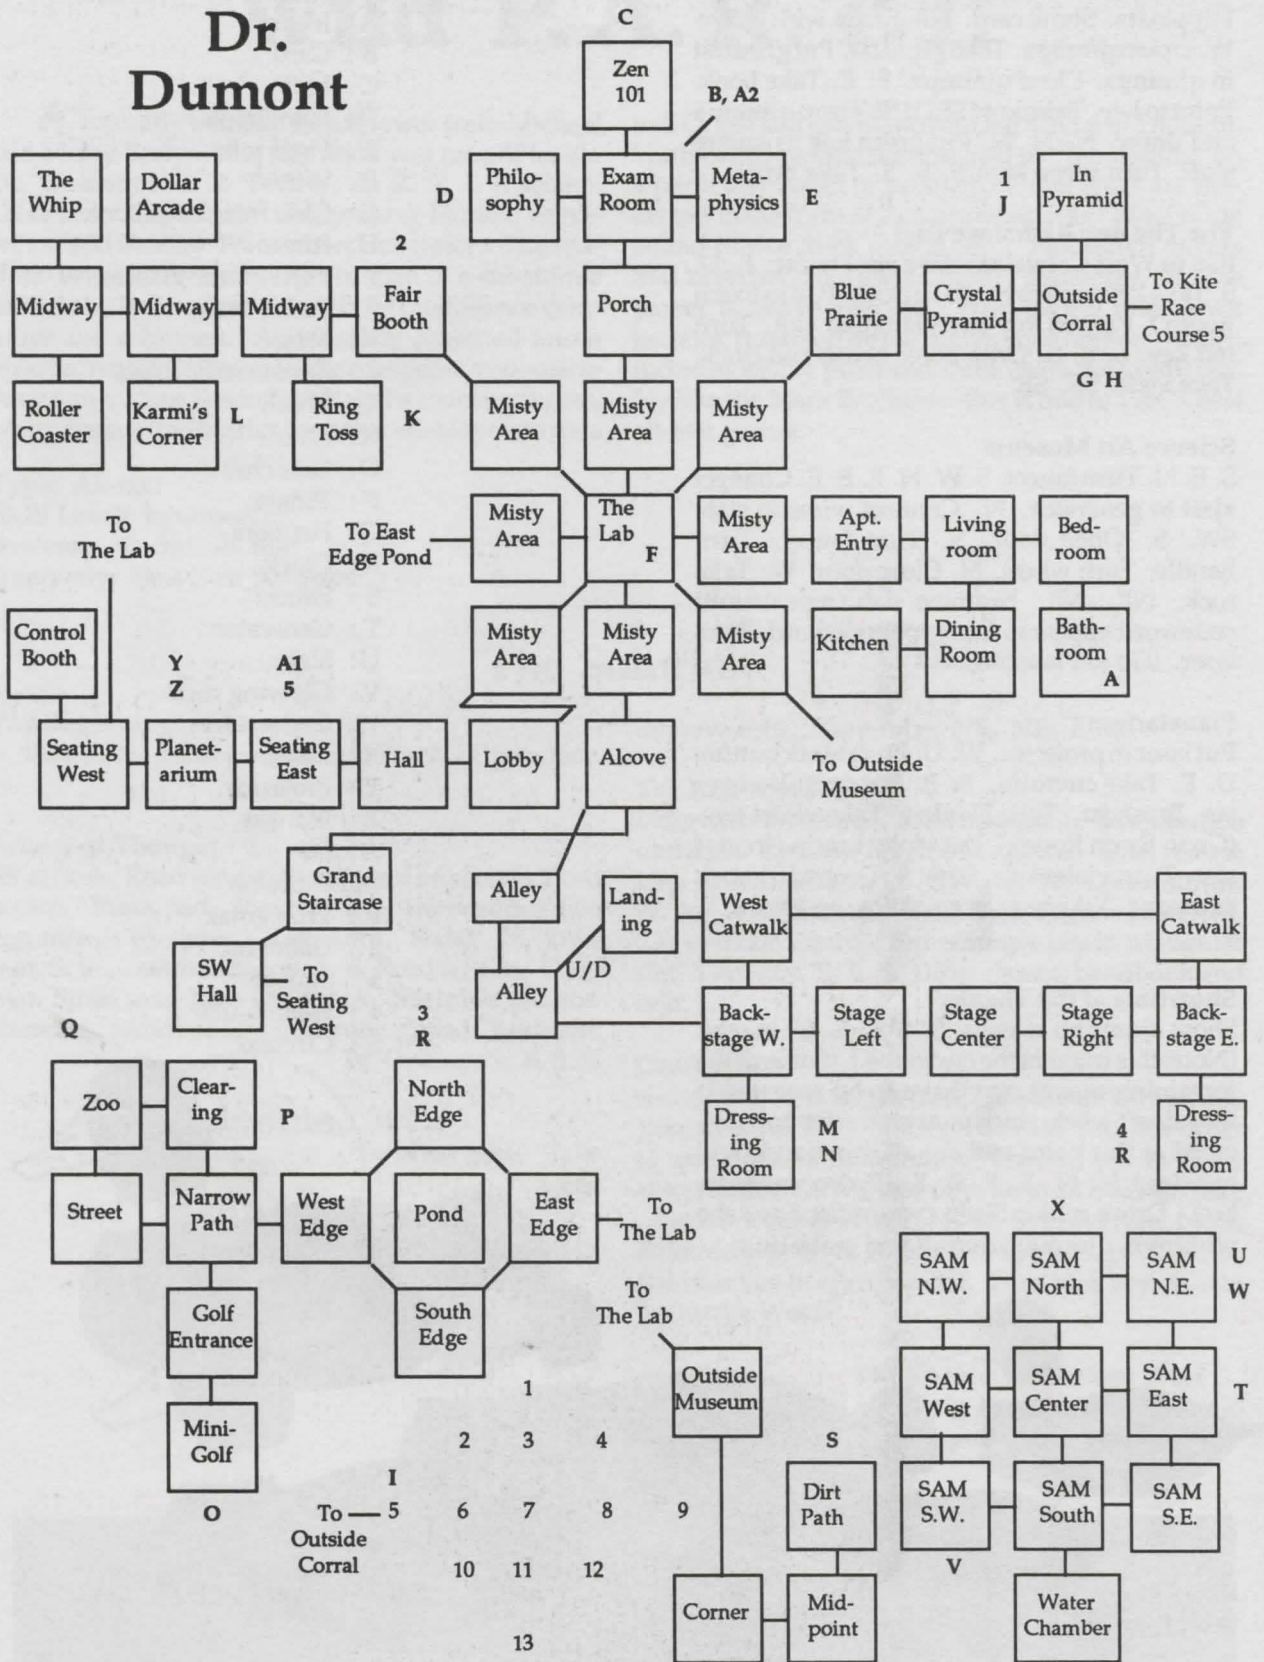 Dr.
Dumont
C
Zen
101
B, A2
The
Whip
Dollar
Arcade
D
Philo-
sophy
Exam
Room
Meta-
physics
E
1
J
In
Pyramid
2
Midway
Midway
Midway
Fair
Booth
Porch
Blue
Prairie
Crystal
Pyramid
Outside
Corral
To Kite
Race
Course 5
G H
Roller
Coaster
Karmi's
Corner
L
Ring
Toss
K
Misty
Area
Misty
Area
Misty
Area
To
The Lab
To East
Edge Pond
Misty
Area
The
Lab
F
Misty
Area
Apt.
Entry
Living
room
Bed-
room
Control
Booth
Y
Z
A1
5
Misty
Area
Misty
Area
Misty
Area
Kitchen
Dining
Room
Bath-
room
A
Seating
West
Planet-
arium
Seating
East
Hall
Lobby
Alcove
To Outside
Museum
Grand
Staircase
Alley
Land-
ing
West
Catwalk
East
Catwalk
SW
Hall
To
Seating
West
Alley
U/D
Back-
stage W.
Stage
Left
Stage
Center
Stage
Right
Back-
stage E.
Q
3
R
Zoo
Clear-
ing
P
North
Edge
Dress-
ing
Room
M
N
4
R
Dress-
ing
Room
Street
Narrow
Path
West
Edge
Pond
East
Edge
To
The Lab
X
Golf
Entrance
South
Edge
To
The Lab
SAM
N.W.
SAM
North
SAM
N.E.
U
W
Mini-
Golf
O
1
2 3 4
I
To
Outside
Corral
5 6 7 8 9
10 11 12
13
Outside
Museum
S
SAM
West
SAM
Center
SAM
East
T
Dirt
Path
SAM
S.W.
SAM
South
SAM
S.E.
V
Corner
Mid-
point
Water
Chamber